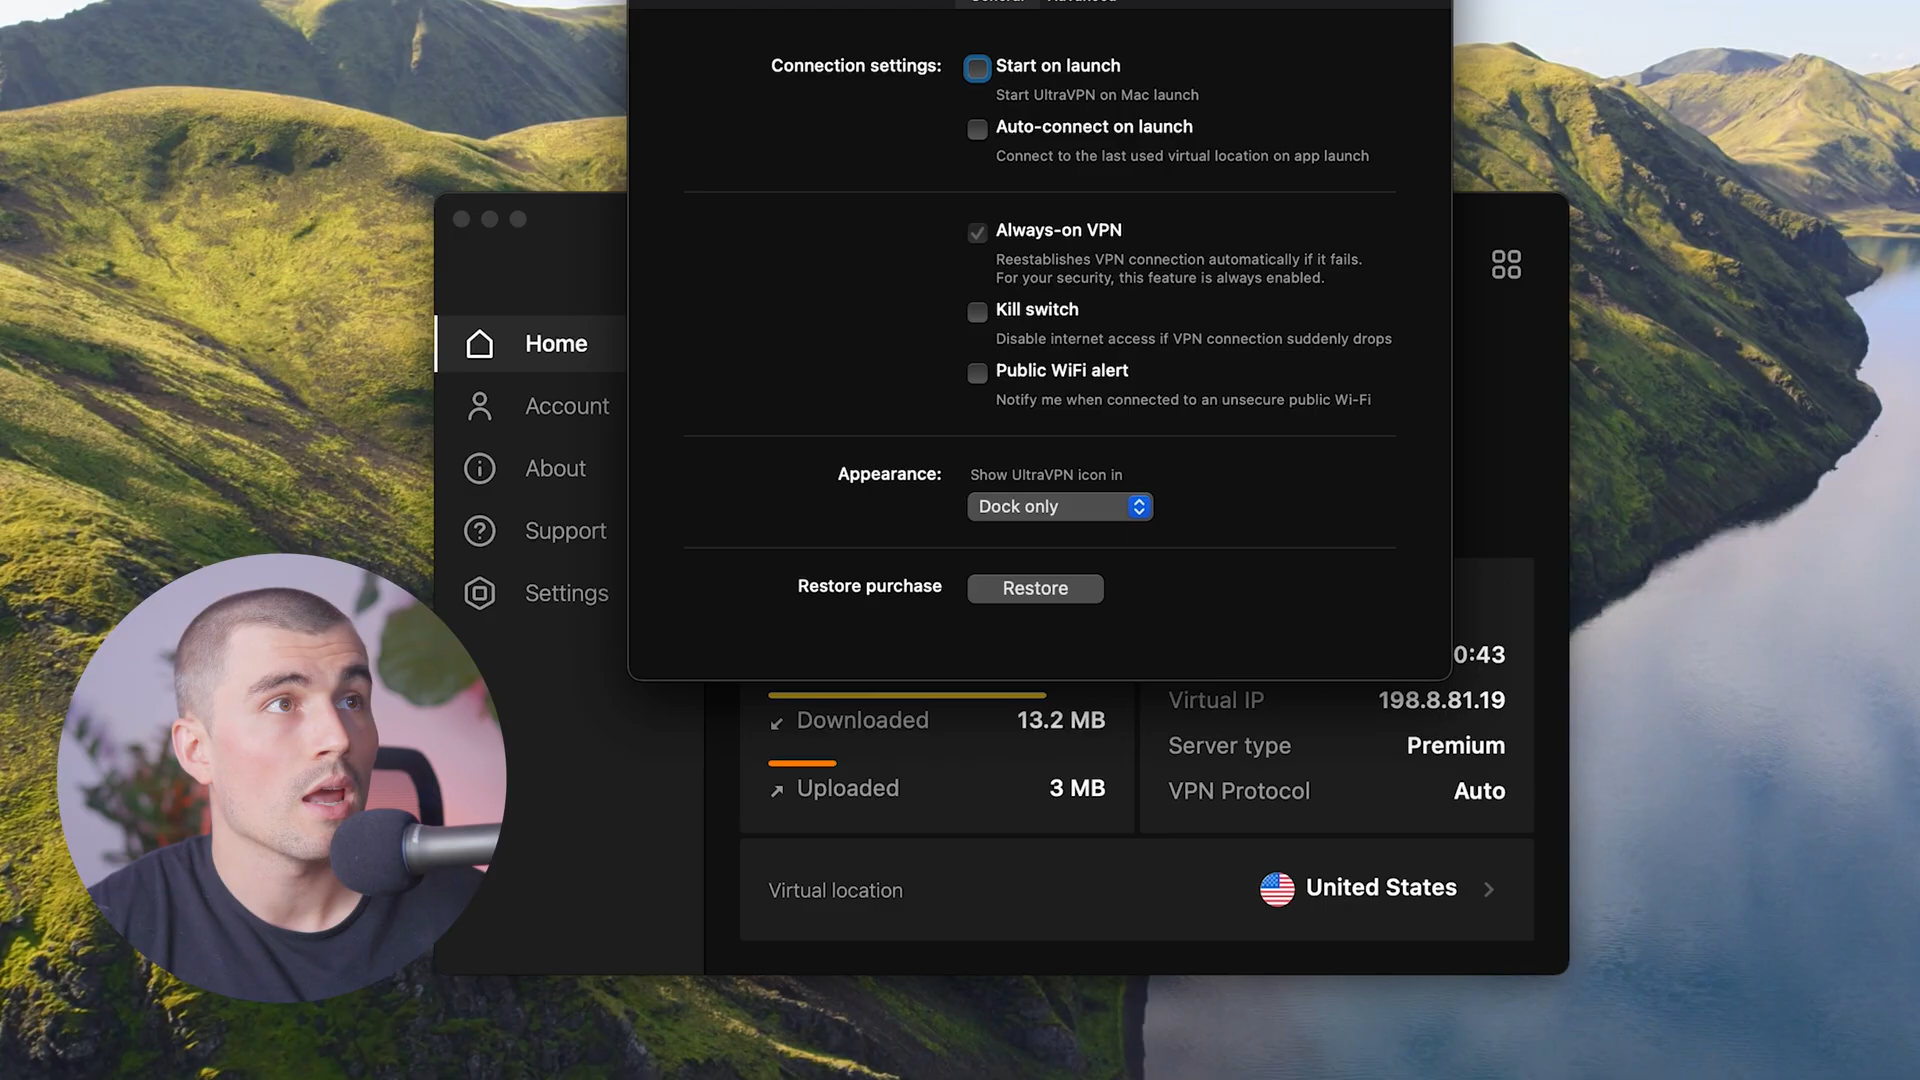 General Advanced
Connection settings: Start on launch
Start UltraVPN on Mac launch
Auto-connect on launch
Connect to the last used virtual location on app launch
Always-on VPN
Reestablishes VPN connection automatically if it fails.
For your security, this feature is always enabled.
Kill switch
Disable internet access if VPN connection suddenly drops
Public WiFi alert
Notify me when connected to an unsecure public Wi-Fi
Appearance: Show UltraVPN icon in
Dock only
Restore purchase Restore
Home
Account
About
Support
Settings
0:43
Downloaded 13.2 MB
Uploaded 3 MB
Virtual IP 198.8.81.19
Server type Premium
VPN Protocol Auto
Virtual location United States